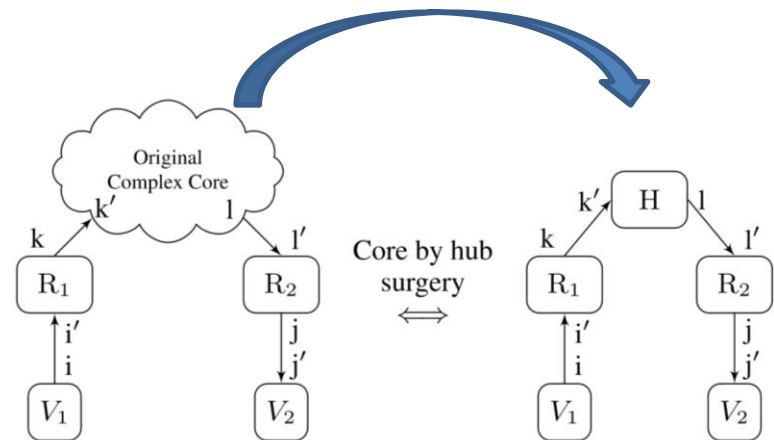 Original
Complex Core
k′
l
k
l′
R₁
R₂
i′
i
j
j′
V₁
V₂
Core by hub
surgery
⟺
H
k′
l
k
l′
R₁
R₂
i′
i
j
j′
V₁
V₂